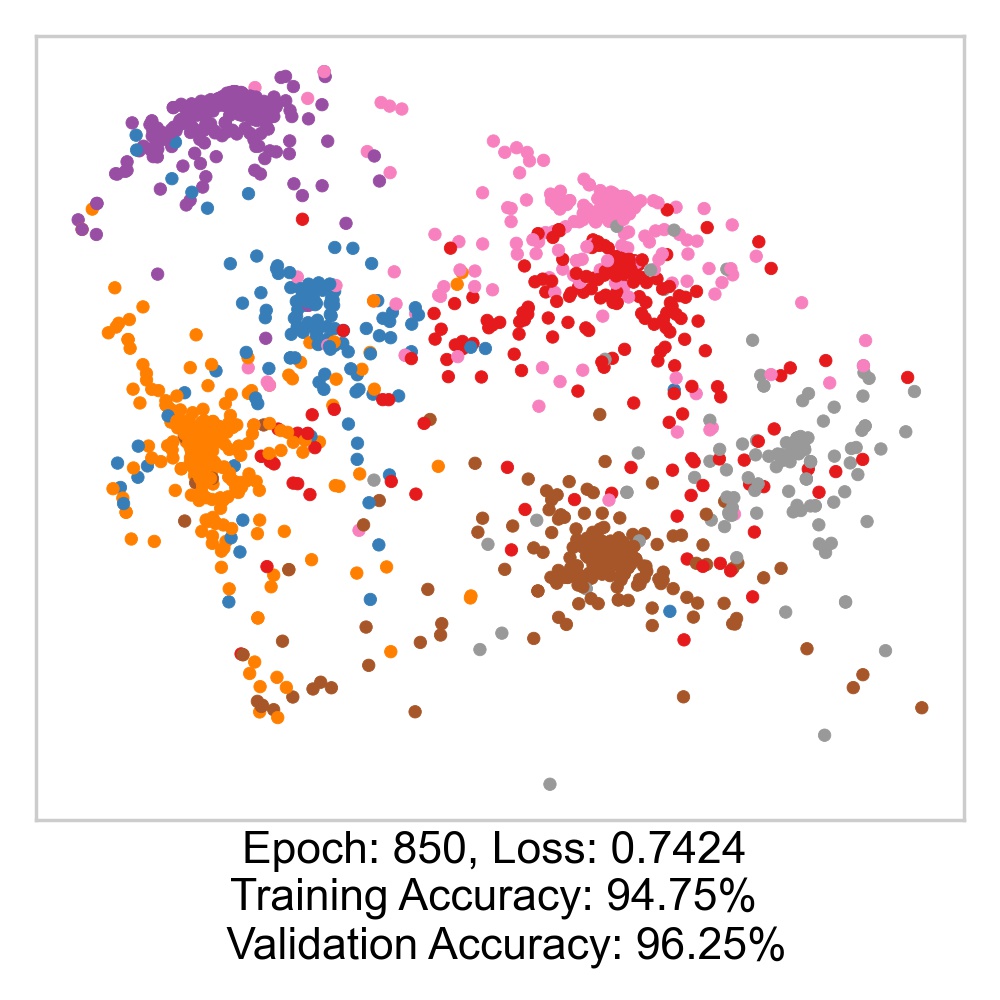 Epoch: 850, Loss: 0.7424
Training Accuracy: 94.75%
Validation Accuracy: 96.25%